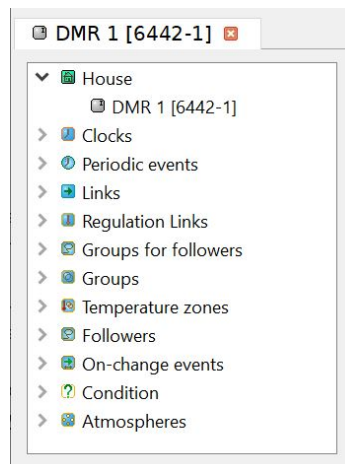 DMR 1 [6442-1]
House
DMR 1 [6442-1]
Clocks
Periodic events
Links
Regulation Links
Groups for followers
Groups
Temperature zones
Followers
On-change events
Condition
Atmospheres